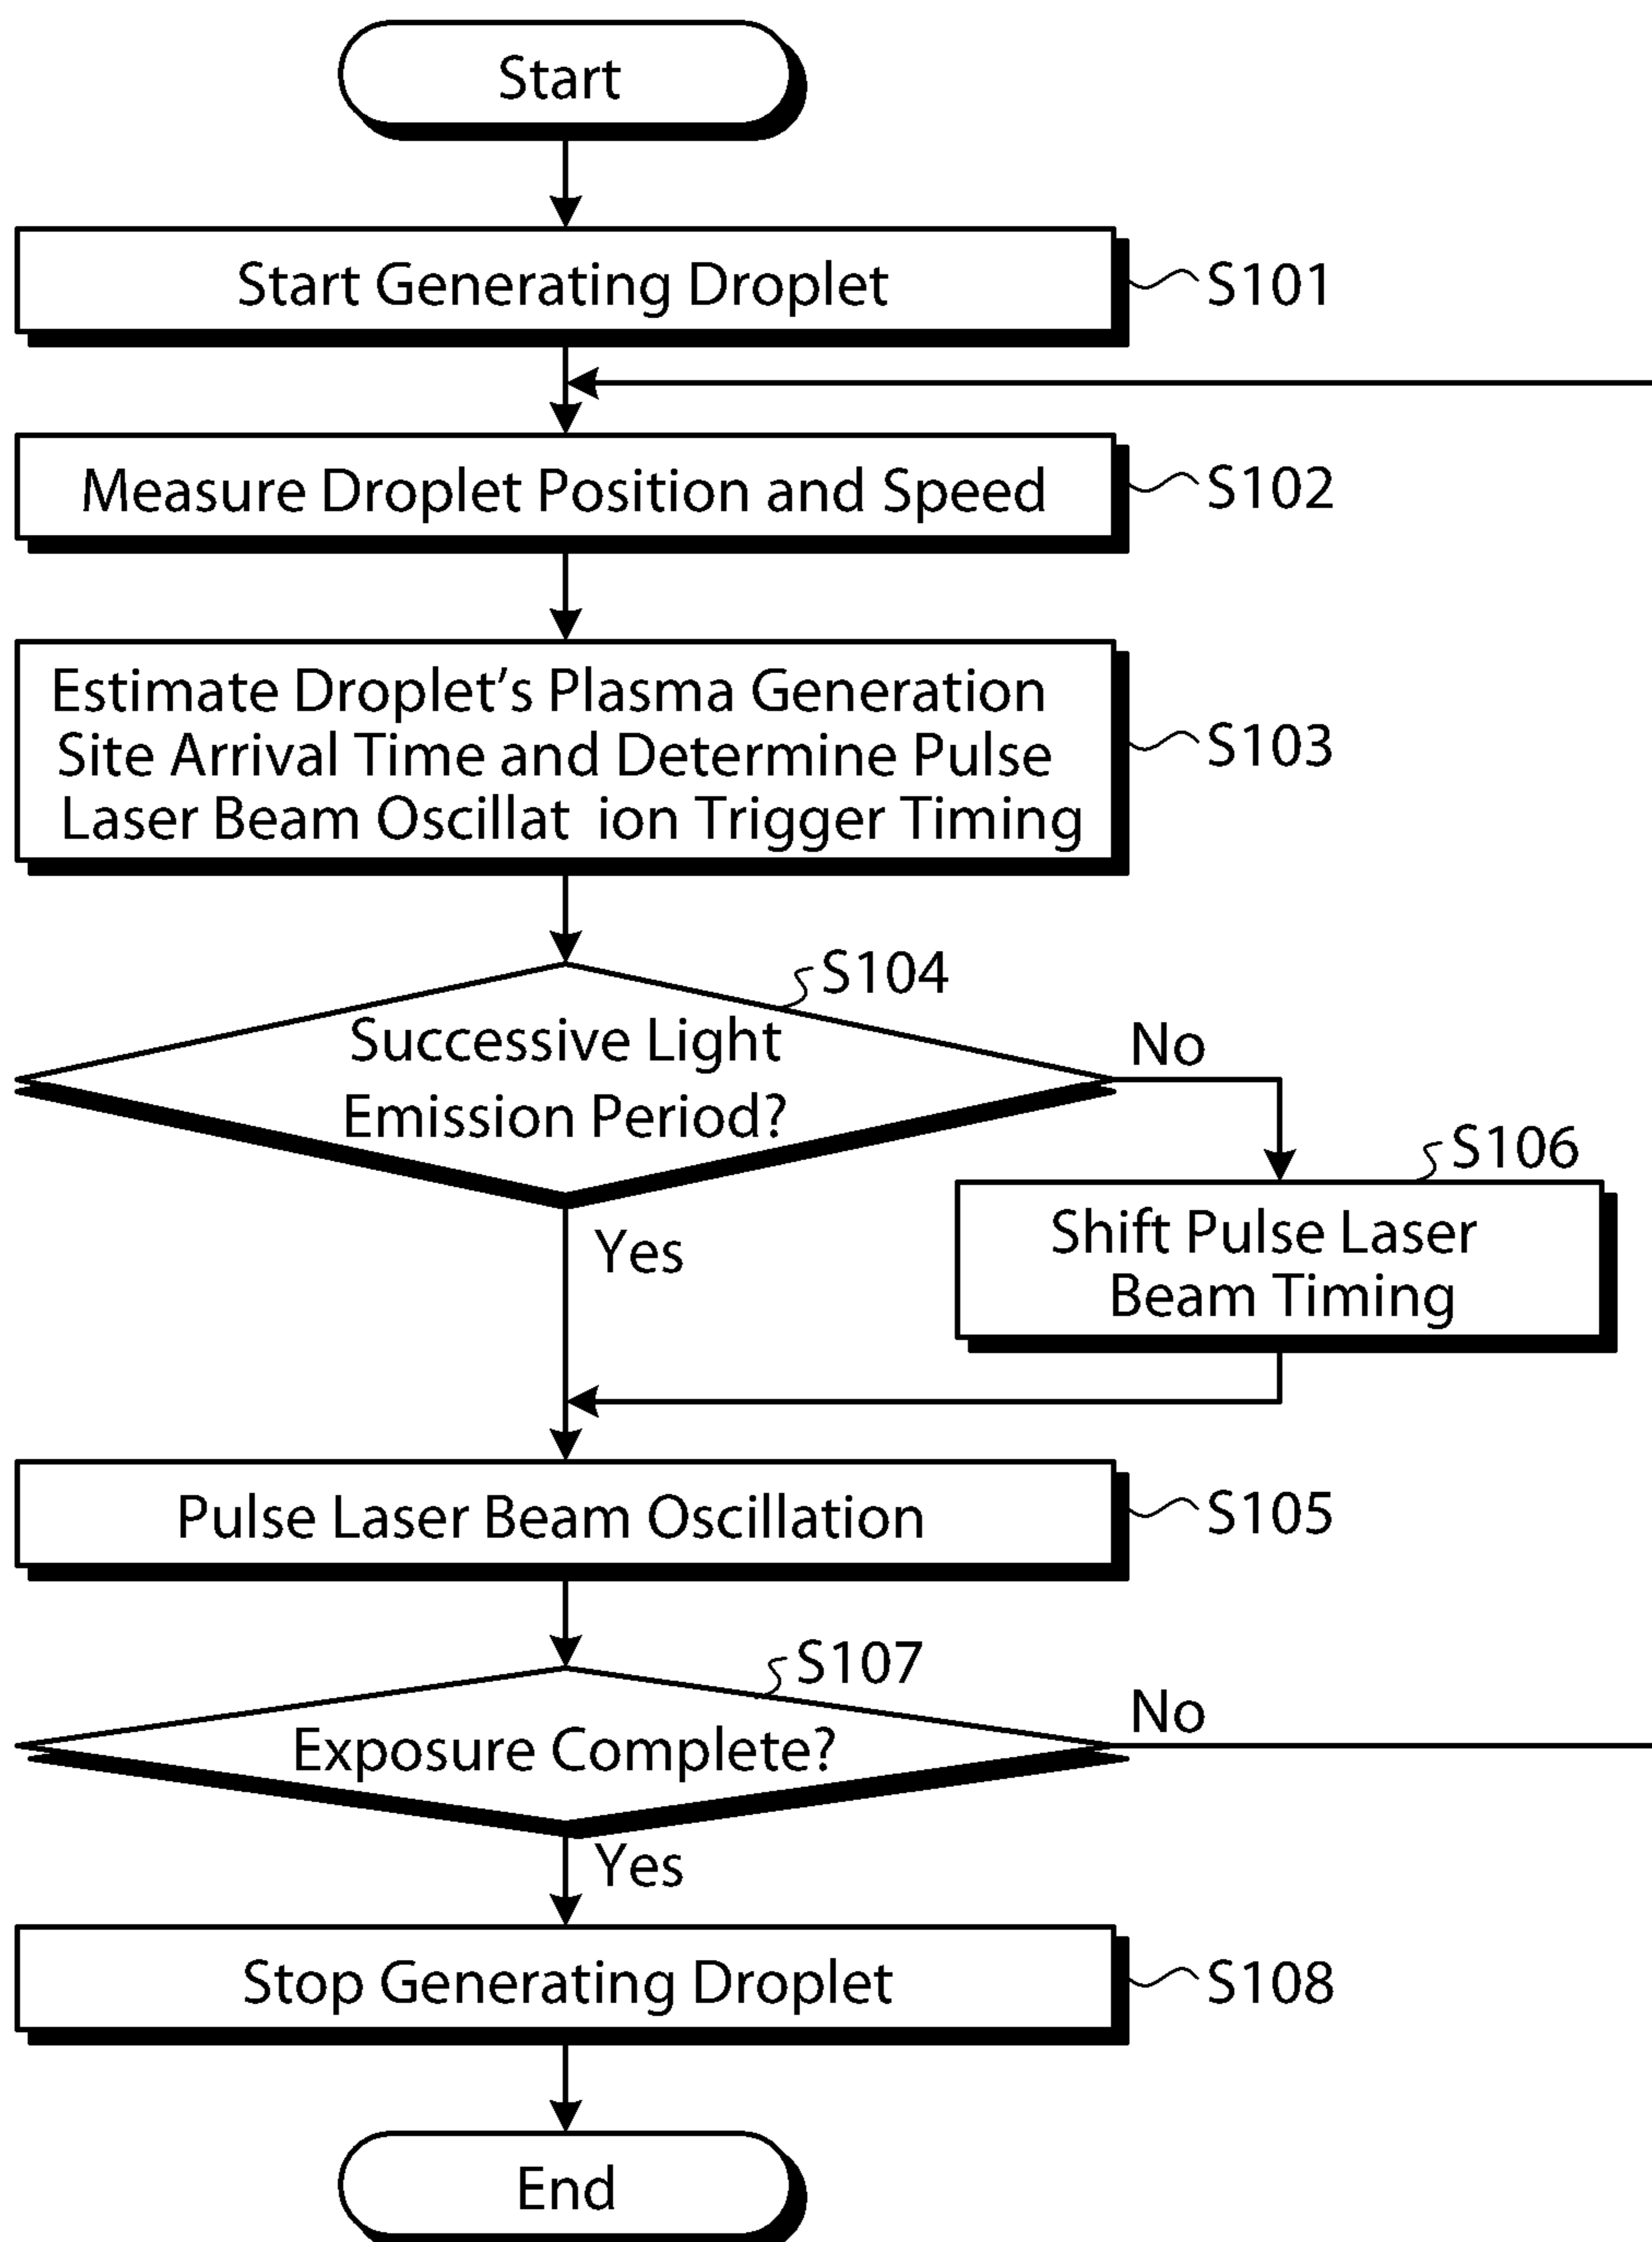 Start
Start Generating Droplet
S101
Measure Droplet Position and Speed
S102
Estimate Droplet’s Plasma Generation
Site Arrival Time and Determine Pulse
Laser Beam Oscillat ion Trigger Timing
S103
S104
Successive Light
Emission Period?
No
Yes
S106
Shift Pulse Laser
Beam Timing
Pulse Laser Beam Oscillation
S105
S107
Exposure Complete?
No
Yes
Stop Generating Droplet
S108
End